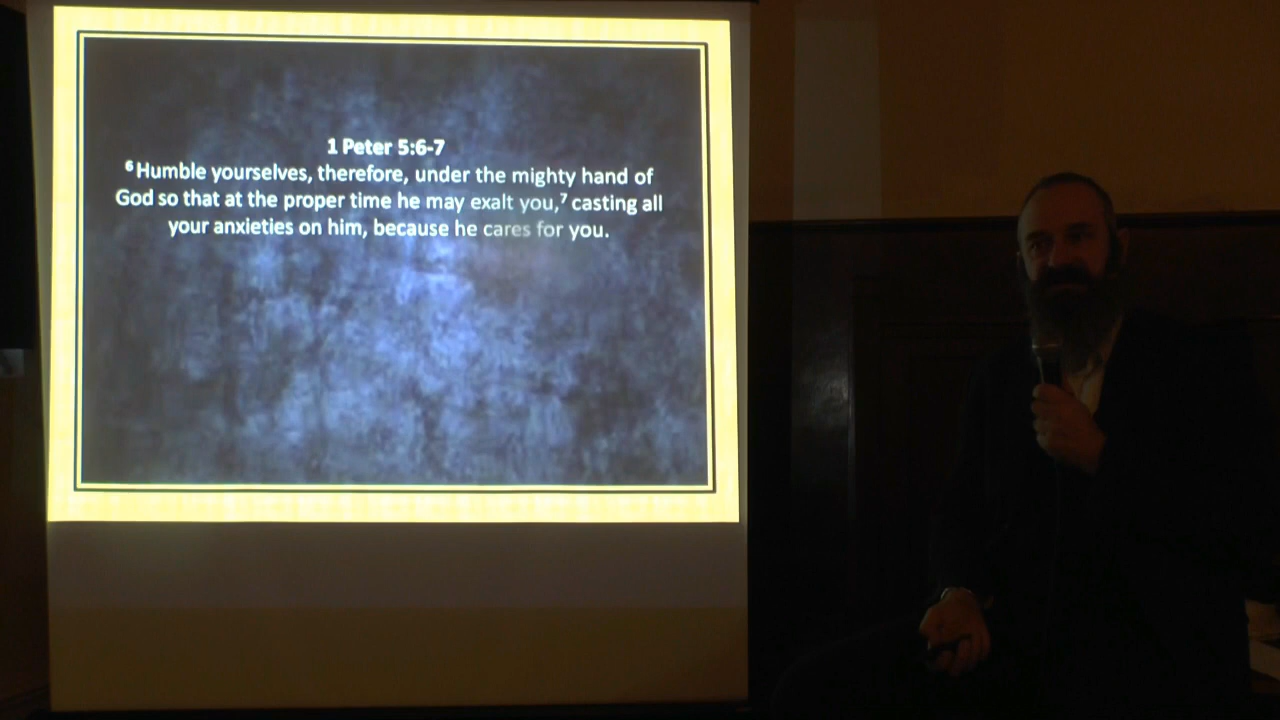 1 Peter 5:6-7
⁶Humble yourselves, therefore, under the mighty hand of
God so that at the proper time he may exalt you,⁷ casting all
your anxieties on him, because he cares for you.